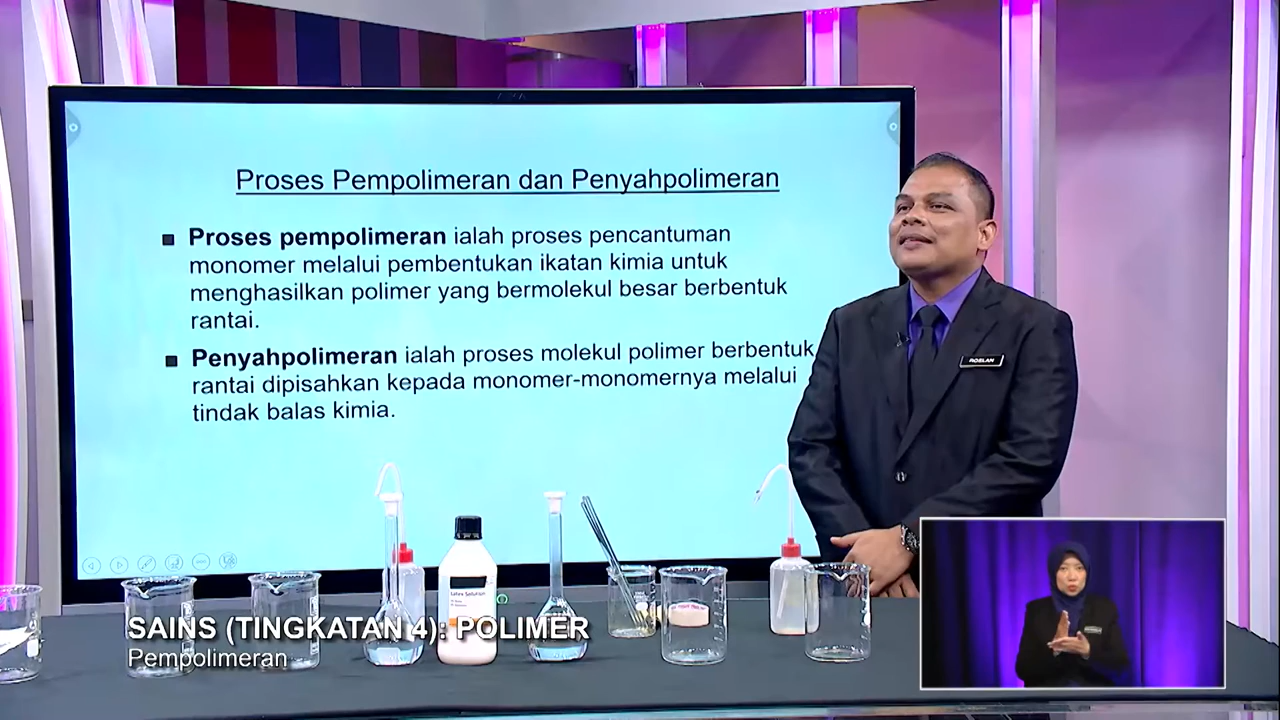 Proses Pempolimeran dan Penyahpolimeran
▪ Proses pempolimeran ialah proses pencantuman
monomer melalui pembentukan ikatan kimia untuk
menghasilkan polimer yang bermolekul besar berbentuk
rantai.
▪ Penyahpolimeran ialah proses molekul polimer berbentuk
rantai dipisahkan kepada monomer-monomernya melalui
tindak balas kimia.
ROSLAN
Latex Solution
SAINS (TINGKATAN 4): POLIMER
Pempolimeran